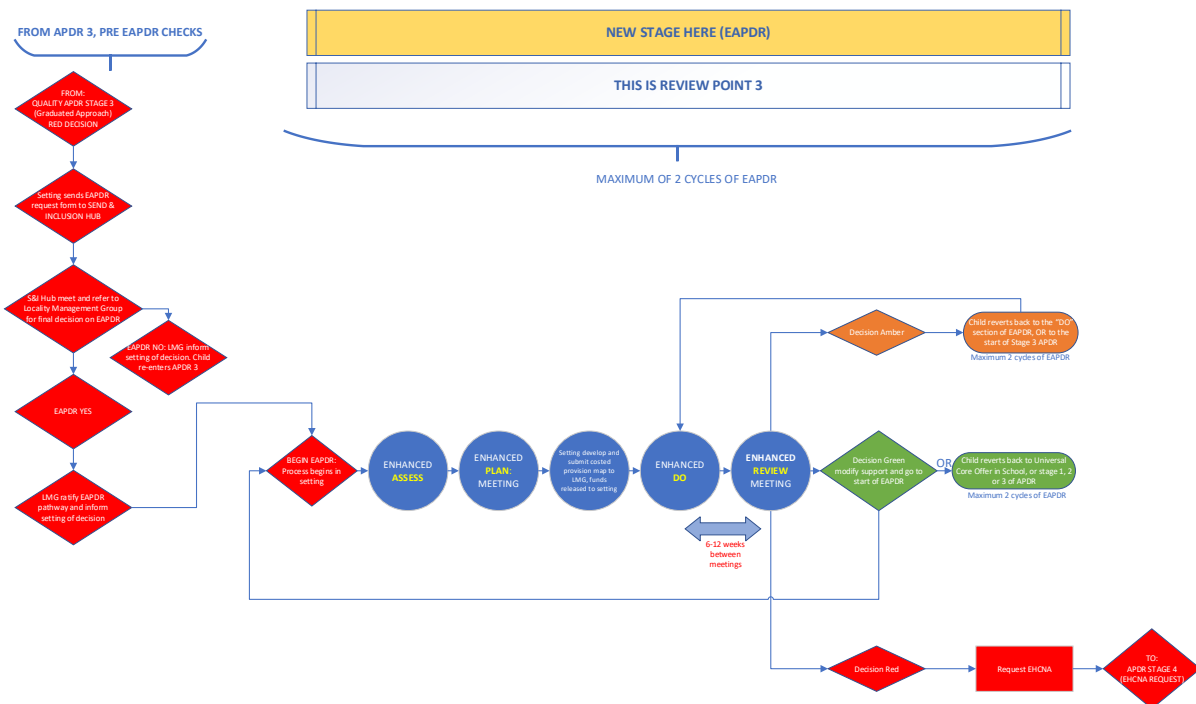 FROM APDR 3, PRE EAPDR CHECKS
NEW STAGE HERE (EAPDR)
THIS IS REVIEW POINT 3
MAXIMUM OF 2 CYCLES OF EAPDR
FROM:
QUALITY APDR STAGE 3
(Graduated Approach)
RED DECISION
Setting sends EAPDR
request form to SEND &
INCLUSION HUB
S&I Hub meet and refer to
Locality Management Group
for final decision on EAPDR
EAPDR NO: LMG inform
setting of decision. Child
re-enters APDR 3
EAPDR YES
LMG ratify EAPDR
pathway and inform
setting of decision
BEGIN EAPDR:
Process begins in
setting
ENHANCED
ASSESS
ENHANCED
PLAN:
MEETING
Setting develop and
submit costed
provision map to
LMG, funds
released to setting
ENHANCED
DO
ENHANCED
REVIEW
MEETING
6-12 weeks
between
meetings
Decision Amber
Child reverts back to the "DO"
section of EAPDR, OR to the
start of Stage 3 APDR
Maximum 2 cycles of EAPDR
Decision Green
modify support and go to
start of EAPDR
OR
Child reverts back to Universal
Core Offer in School, or stage 1, 2
or 3 of APDR
Maximum 2 cycles of EAPDR
Decision Red
Request EHCNA
TO:
APDR STAGE 4
(EHCNA REQUEST)